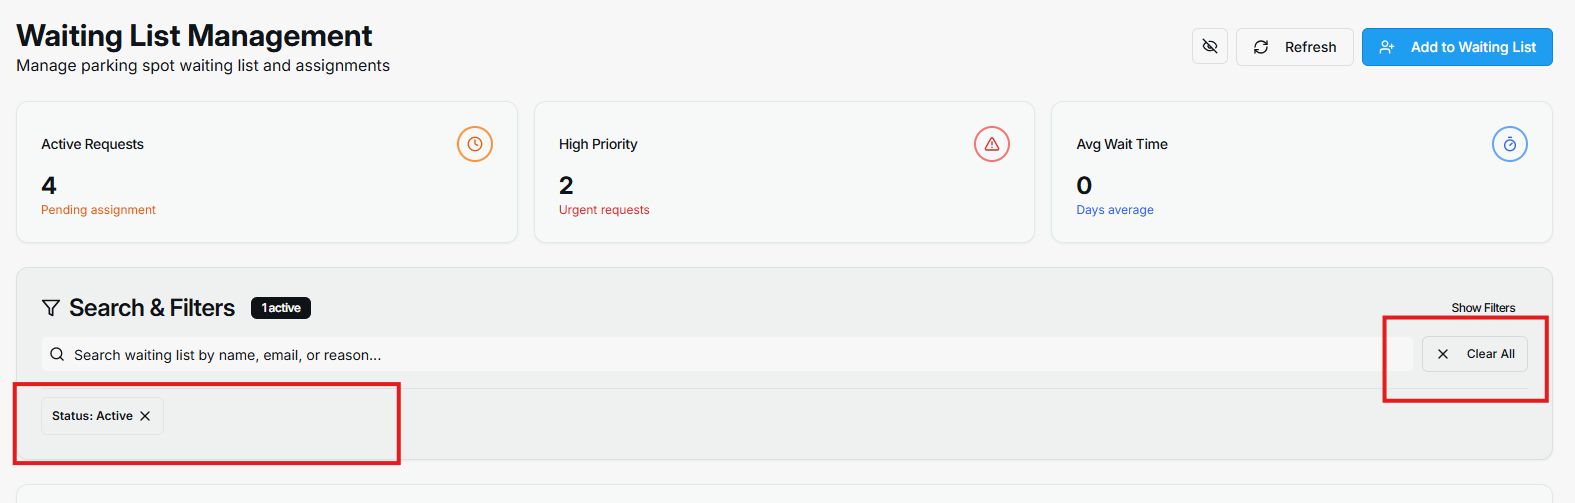 Waiting List Management
Manage parking spot waiting list and assignments
Refresh
Add to Waiting List
Active Requests
4
Pending assignment
High Priority
2
Urgent requests
Avg Wait Time
0
Days average
Search & Filters
1 active
Show Filters
Search waiting list by name, email, or reason...
Clear All
Status: Active